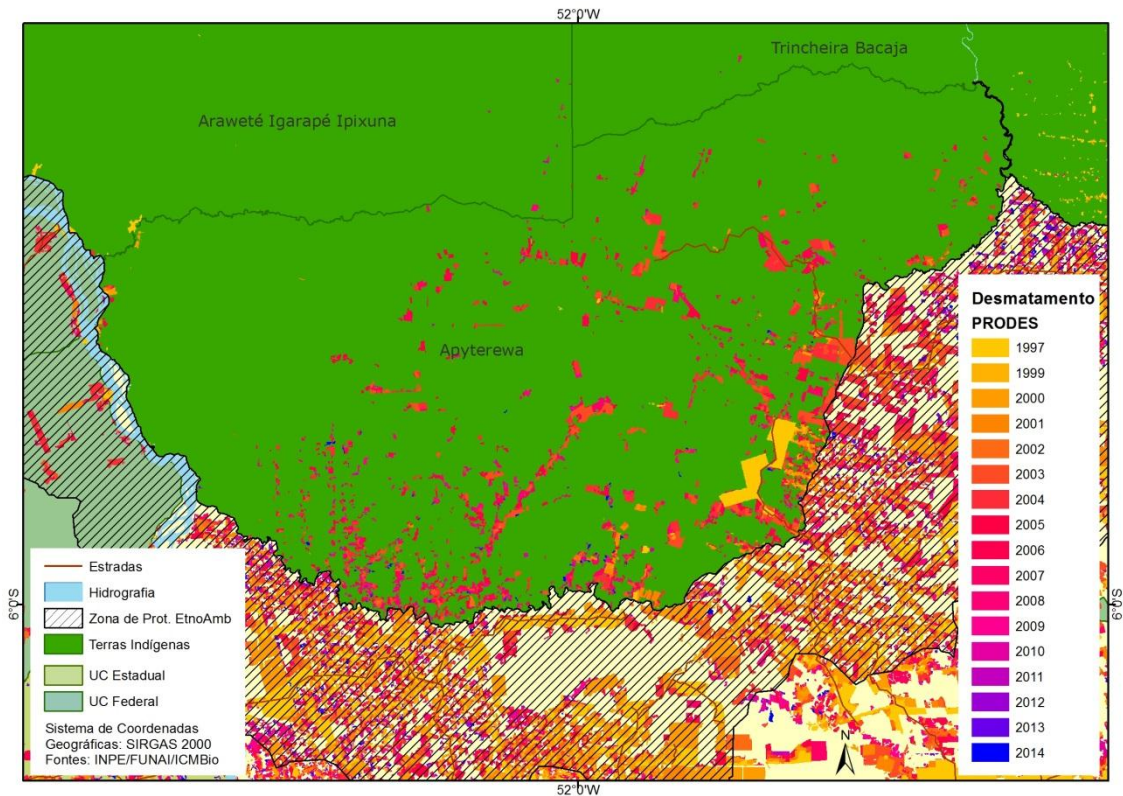 52°0'W
Trincheira Bacaja
Araweté Igarapé Ipixuna
Apyterewa
6°0'S
6°0'S
Desmatamento
PRODES
1997
1999
2000
2001
2002
2003
2004
2005
2006
2007
2008
2009
2010
2011
2012
2013
2014
Estradas
Hidrografia
Zona de Prot. EtnoAmb
Terras Indígenas
UC Estadual
UC Federal
Sistema de Coordenadas
Geográficas: SIRGAS 2000
Fontes: INPE/FUNAI/ICMBio
N
52°0'W